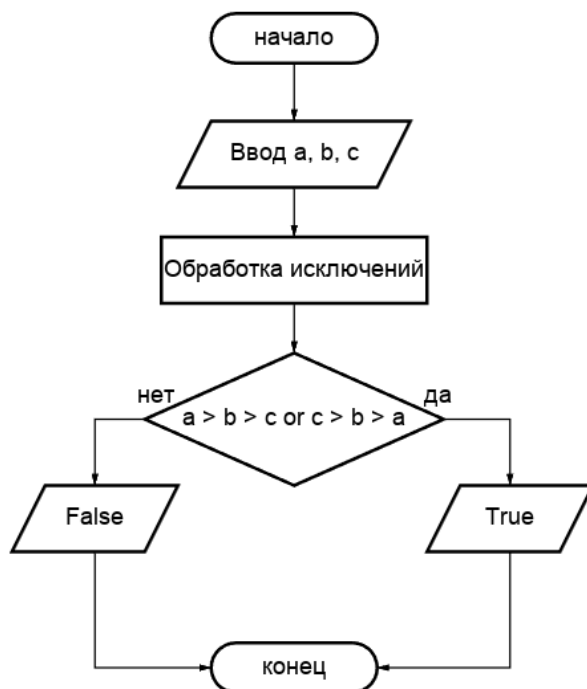 начало
Ввод a, b, c
Обработка исключений
нет
да
a > b > c or c > b > a
False
True
конец